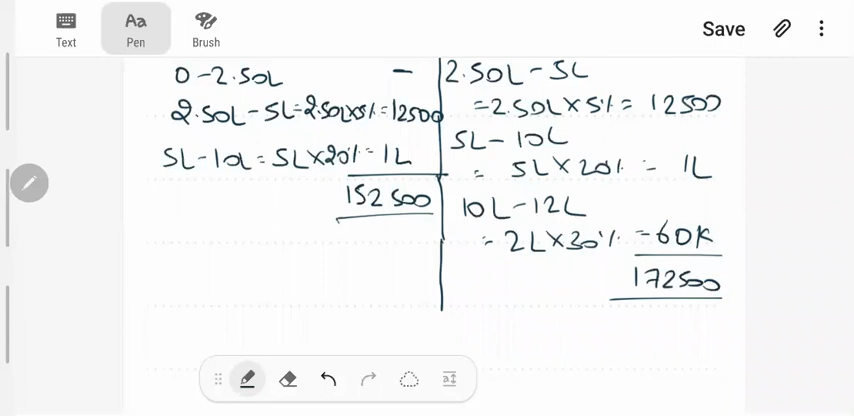 Save
Text
Pen
Brush
0-2.50L -
2.50L-5L=2.50L×5%=12500
5L-10L=5L×20%=1L
152500
2.50L-5L
=2.50L×5%=12500
5L-10L
= 5L×20% = 1L
10L-12L
= 2L×30% =60K
172500